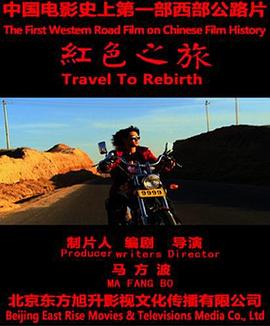 中国电影史上第一部西部公路片
The First Western Road Film on Chinese Film History
紅色之旅
Travel To Rebirth
制片人 编剧 导演
Producer writers Director
马方波
MA FANG BO
北京东方旭升影视文化传播有限公司
Beijing East Rise Movies & Televisions Media Co., Ltd